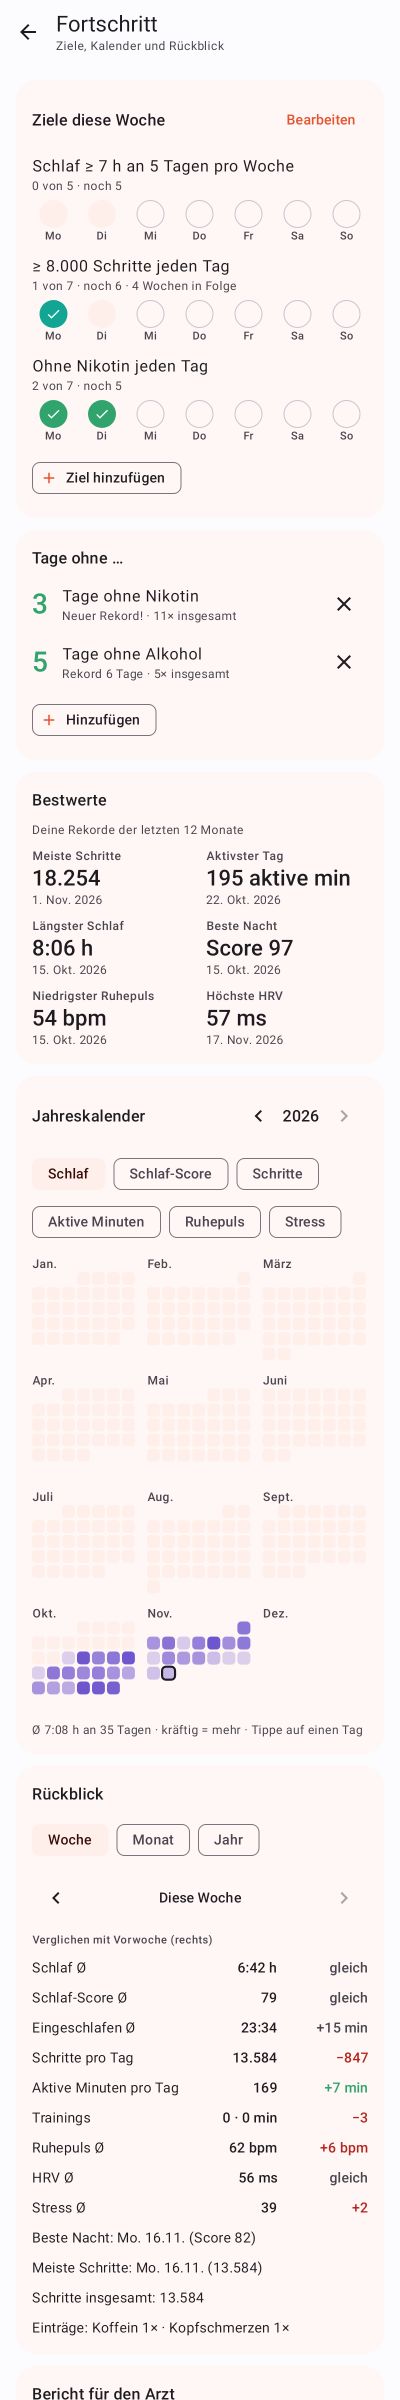 Fortschritt
Ziele, Kalender und Rückblick
Ziele diese Woche
Bearbeiten
Schlaf ≥ 7 h an 5 Tagen pro Woche
0 von 5 · noch 5
Mo Di Mi Do Fr Sa So
≥ 8.000 Schritte jeden Tag
1 von 7 · noch 6 · 4 Wochen in Folge
Mo Di Mi Do Fr Sa So
Ohne Nikotin jeden Tag
2 von 7 · noch 5
Mo Di Mi Do Fr Sa So
+ Ziel hinzufügen
Tage ohne …
3 Tage ohne Nikotin
Neuer Rekord! · 11× insgesamt
5 Tage ohne Alkohol
Rekord 6 Tage · 5× insgesamt
+ Hinzufügen
Bestwerte
Deine Rekorde der letzten 12 Monate
Meiste Schritte
18.254
1. Nov. 2026
Aktivster Tag
195 aktive min
22. Okt. 2026
Längster Schlaf
8:06 h
15. Okt. 2026
Beste Nacht
Score 97
15. Okt. 2026
Niedrigster Ruhepuls
54 bpm
15. Okt. 2026
Höchste HRV
57 ms
17. Nov. 2026
Jahreskalender
2026
Schlaf Schlaf-Score Schritte
Aktive Minuten Ruhepuls Stress
Jan. Feb. März
Apr. Mai Juni
Juli Aug. Sept.
Okt. Nov. Dez.
Ø 7:08 h an 35 Tagen · kräftig = mehr · Tippe auf einen Tag
Rückblick
Woche Monat Jahr
Diese Woche
Verglichen mit Vorwoche (rechts)
Schlaf Ø 6:42 h gleich
Schlaf-Score Ø 79 gleich
Eingeschlafen Ø 23:34 +15 min
Schritte pro Tag 13.584 −847
Aktive Minuten pro Tag 169 +7 min
Trainings 0 · 0 min −3
Ruhepuls Ø 62 bpm +6 bpm
HRV Ø 56 ms gleich
Stress Ø 39 +2
Beste Nacht: Mo. 16.11. (Score 82)
Meiste Schritte: Mo. 16.11. (13.584)
Schritte insgesamt: 13.584
Einträge: Koffein 1× · Kopfschmerzen 1×
Bericht für den Arzt